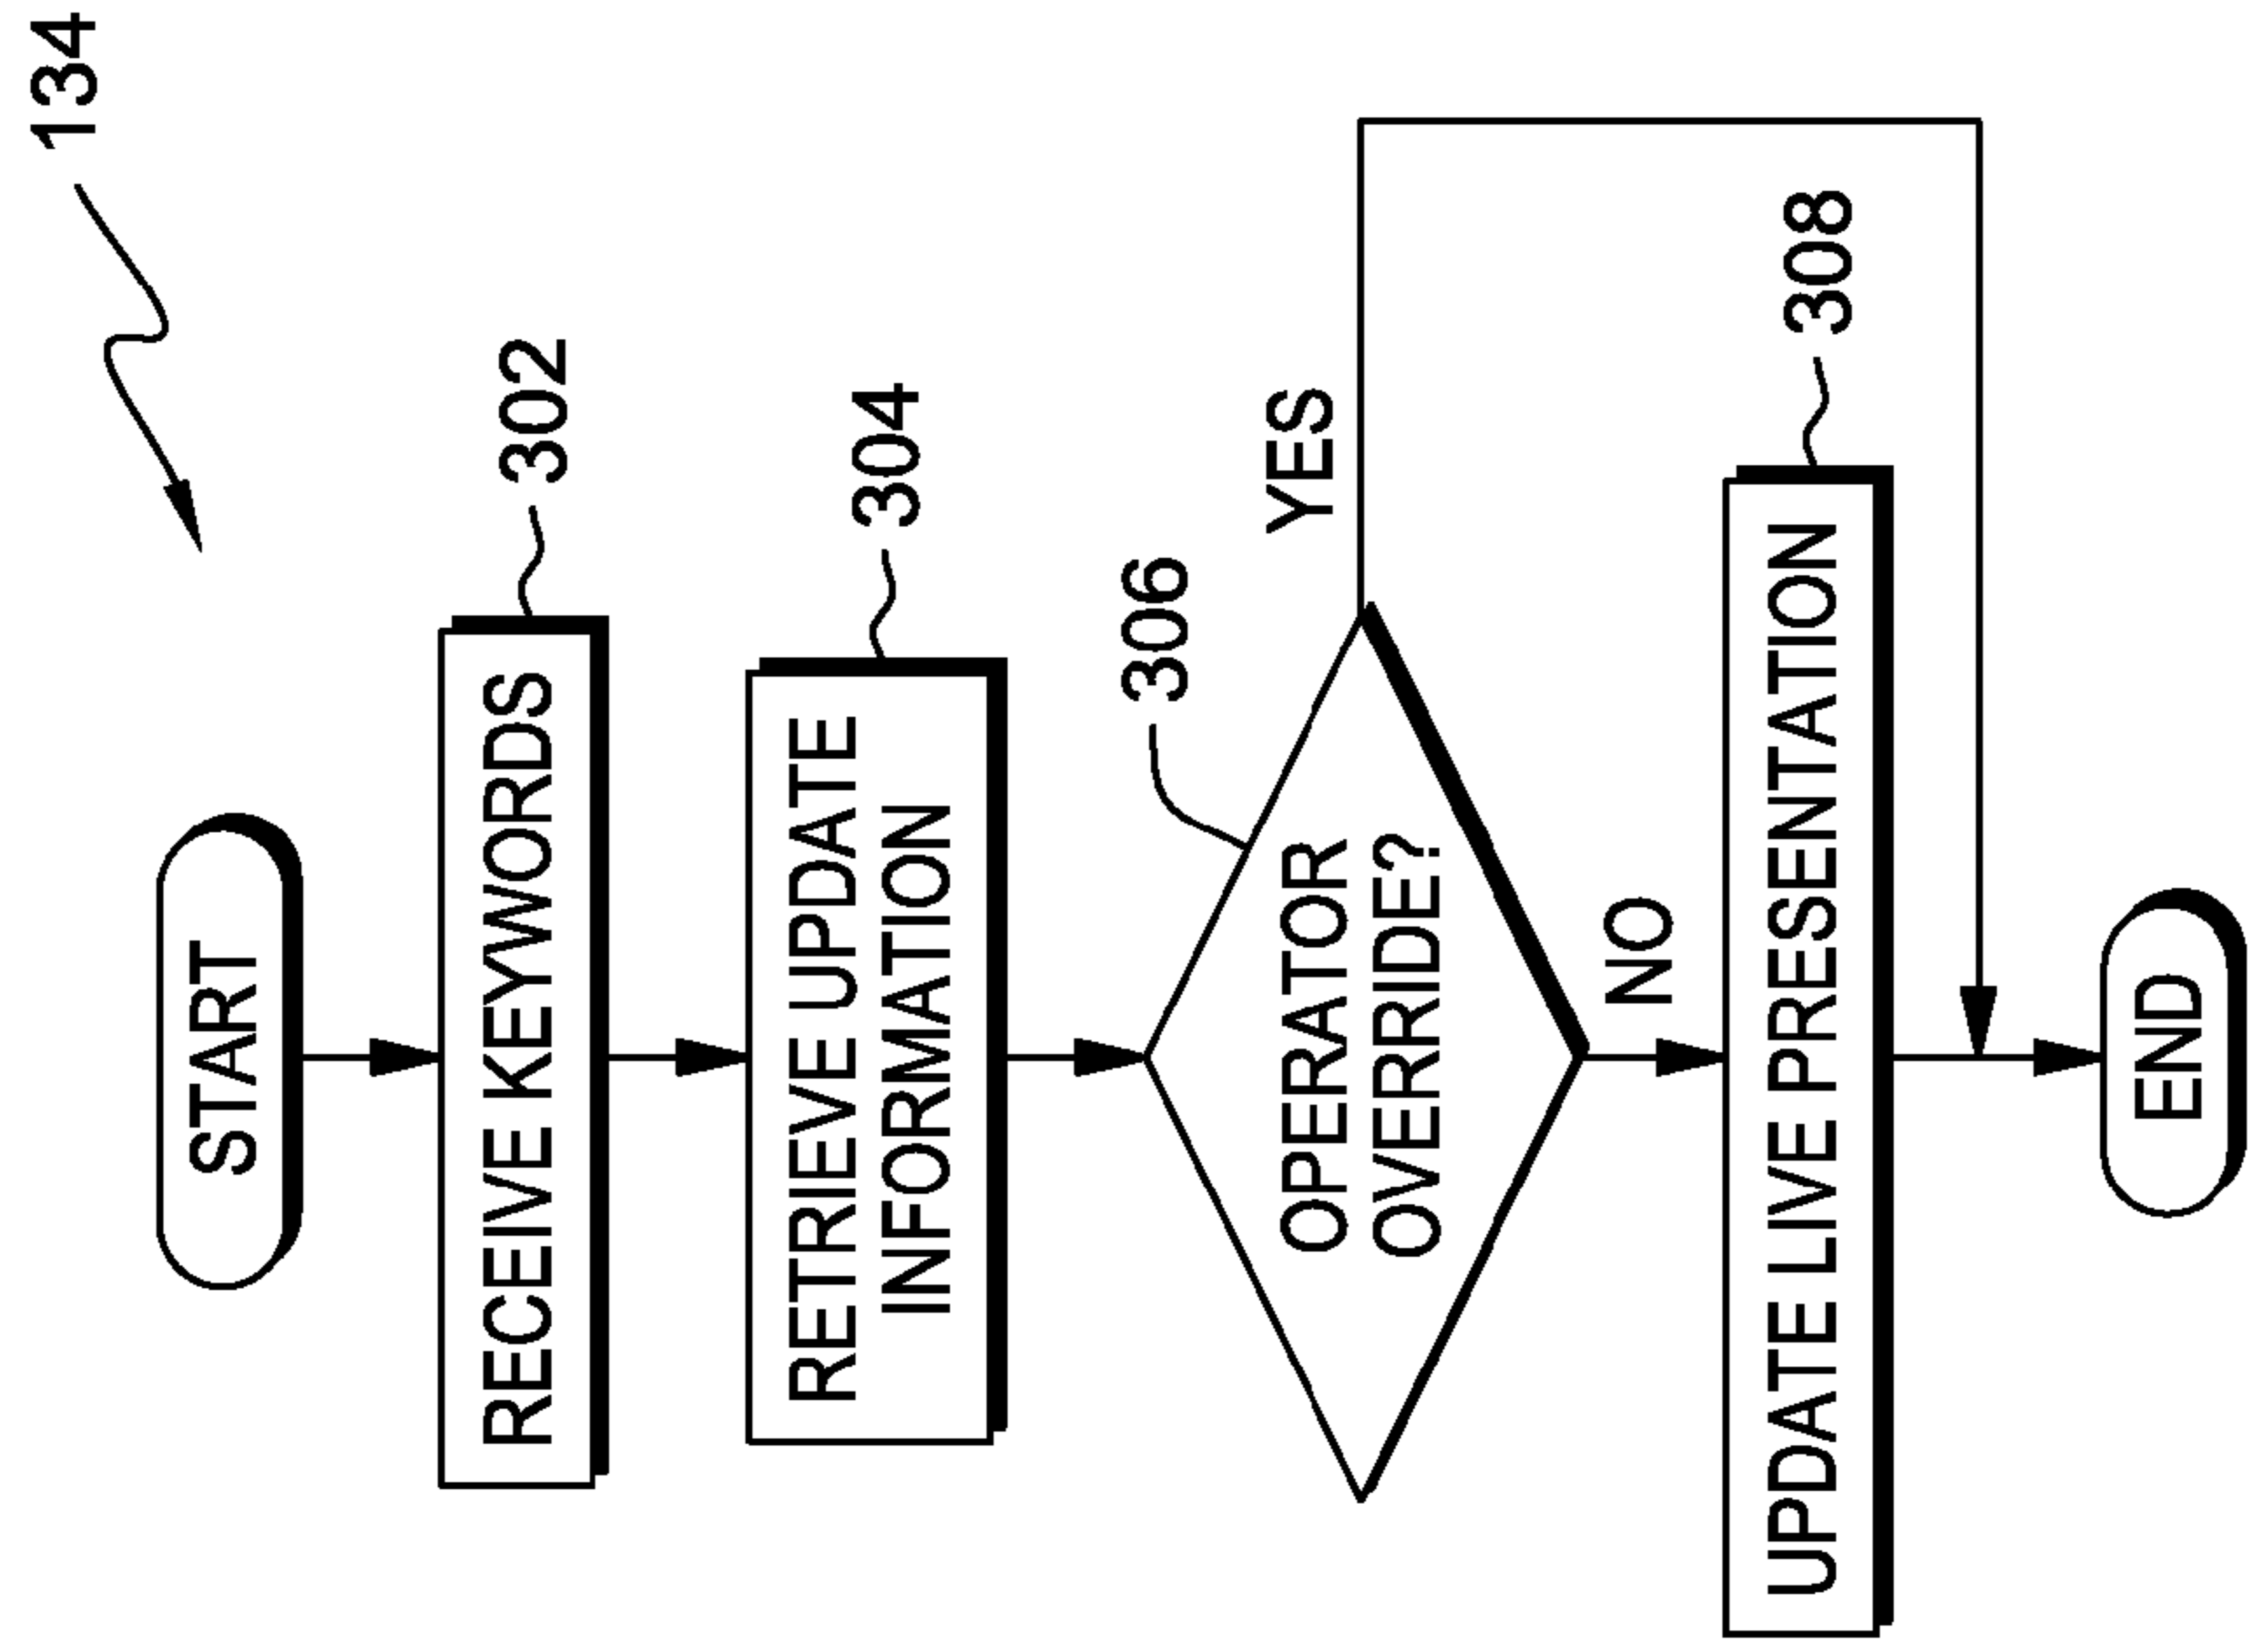 134
START
RECEIVE KEYWORDS
302
RETRIEVE UPDATE
INFORMATION
304
306
OPERATOR
OVERRIDE?
YES
NO
UPDATE LIVE PRESENTATION
308
END